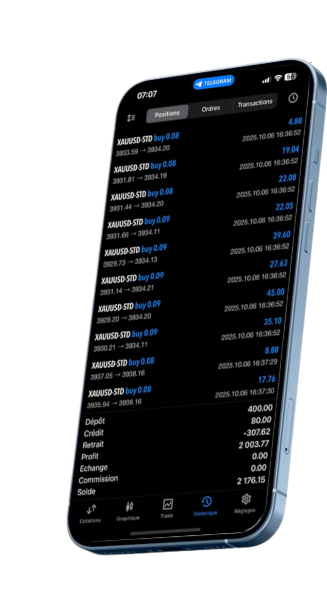 07:07
TELEGRAM
56
Positions Ordres Transactions
XAUUSD-STD buy 0.08 4.88
3933.59 → 3934.20 2025.10.06 16:36:52
XAUUSD-STD buy 0.08 19.04
3931.81 → 3934.19 2025.10.06 16:36:52
XAUUSD-STD buy 0.08 22.08
3931.44 → 3934.20 2025.10.06 16:36:52
XAUUSD-STD buy 0.09 22.05
3931.66 → 3934.11 2025.10.06 16:36:52
XAUUSD-STD buy 0.09 39.60
3929.73 → 3934.13 2025.10.06 16:36:52
XAUUSD-STD buy 0.09 27.63
3931.14 → 3934.21 2025.10.06 16:36:52
XAUUSD-STD buy 0.09 45.00
3929.20 → 3934.20 2025.10.06 16:36:52
XAUUSD-STD buy 0.09 35.10
3930.21 → 3934.11 2025.10.06 16:36:52
XAUUSD-STD buy 0.08 8.88
3937.05 → 3938.16 2025.10.06 16:37:29
XAUUSD-STD buy 0.08 17.76
3935.94 → 3938.16 2025.10.06 16:37:30
Dépôt 400.00
Crédit 80.00
Retrait -307.62
Profit 2 003.77
Echange 0.00
Commission 0.00
Solde 2 176.15
Cotations Graphique Trade Historique Réglages